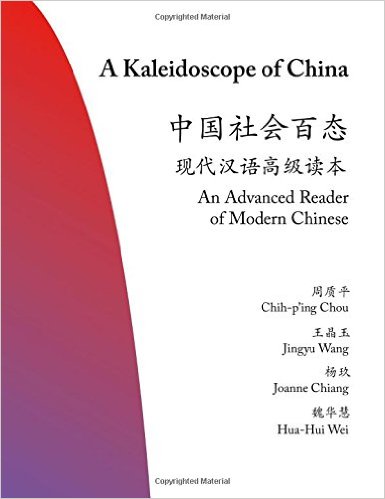 Copyrighted Material
A Kaleidoscope of China
中国社会百态
现代汉语高级读本
An Advanced Reader
of Modern Chinese
周质平
Chih-p'ing Chou
王晶玉
Jingyu Wang
杨玖
Joanne Chiang
魏华慧
Hua-Hui Wei
Copyrighted Material